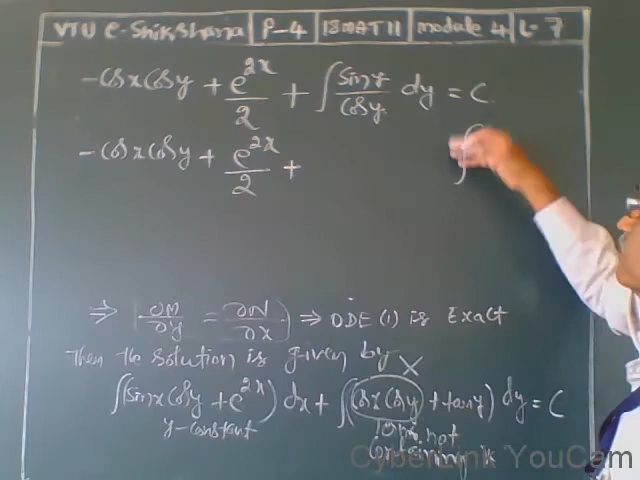 VTU e-Shikshana | P-4 | 18MAT11 | module 4 | L-7
-Cosx Cosy + e^2x/2 + ∫ Siny/Cosy dy = C.
-Cosx Cosy + e^2x/2 + ∫
⇒ (∂M/∂y = ∂N/∂x) ⇒ ODE (1) is Exact
Then the solution is given by
∫(Sinx Cosy + e^2x) dx + ∫(Cosx Cosy + tany) dy = C
y-constant
not
CyberLink YouCam